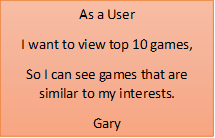 As a User
I want to view top 10 games,
So I can see games that are
similar to my interests.
Gary